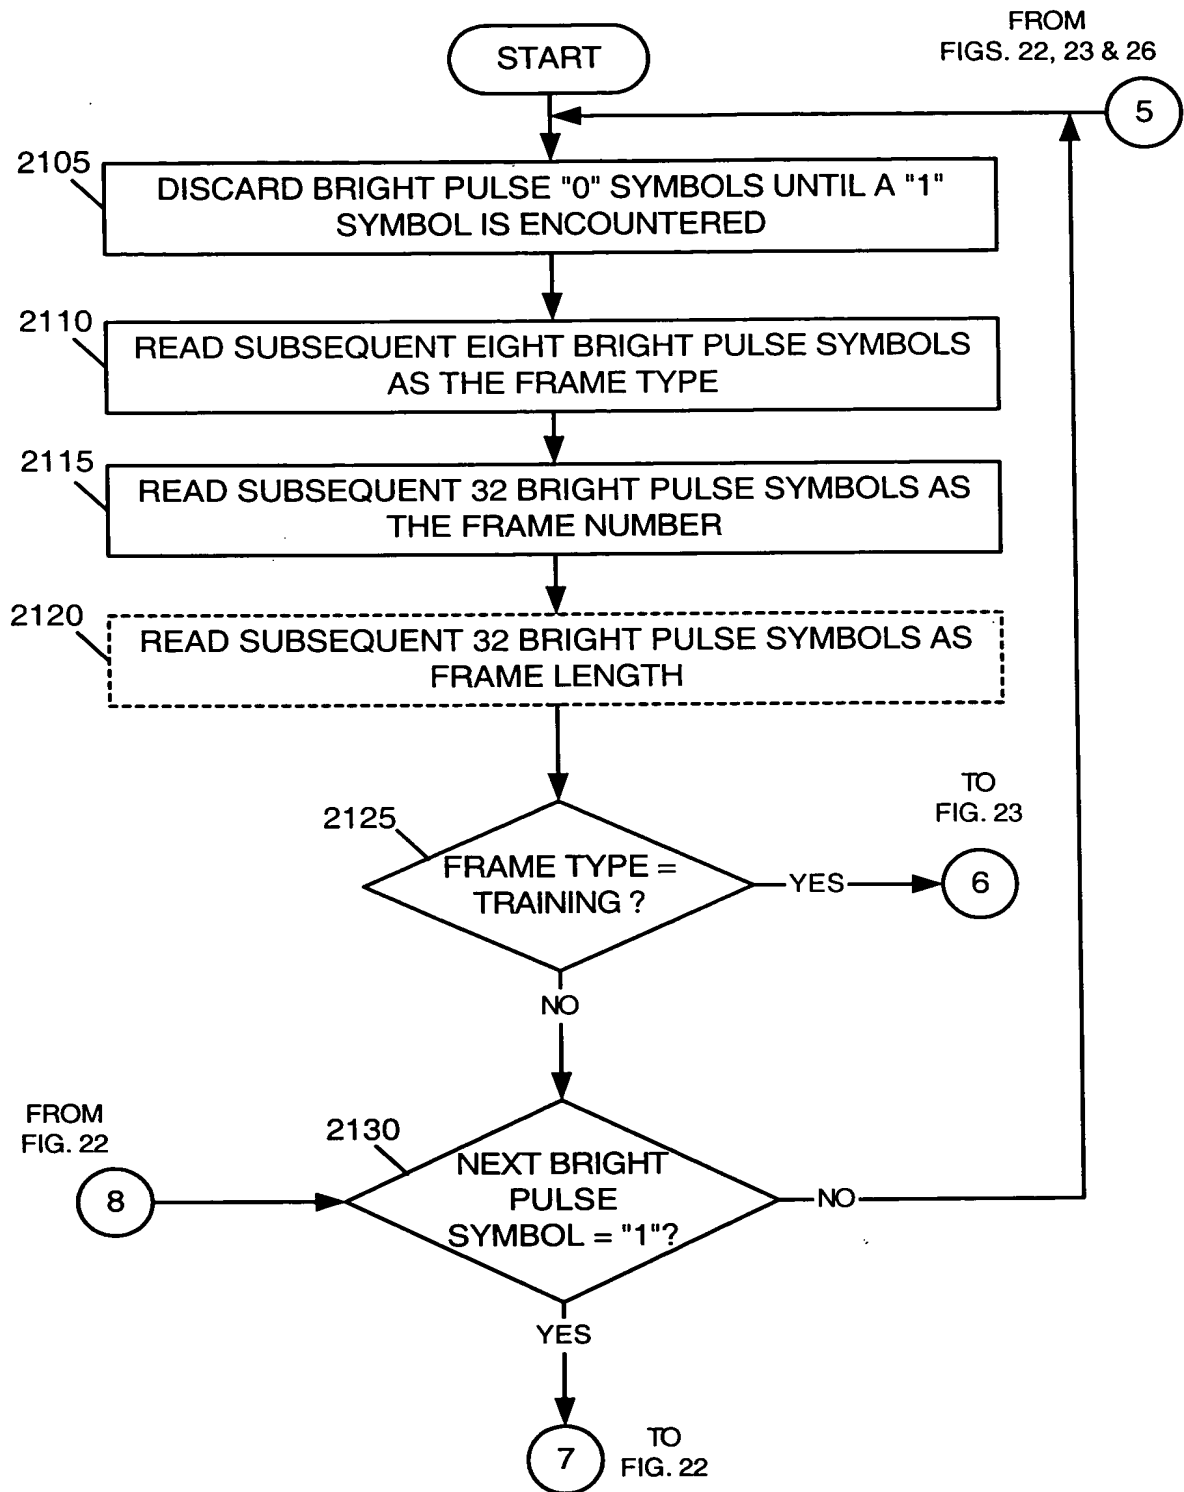 FROM
FIGS. 22, 23 & 26
START
5
2105
DISCARD BRIGHT PULSE "0" SYMBOLS UNTIL A "1"
SYMBOL IS ENCOUNTERED
2110
READ SUBSEQUENT EIGHT BRIGHT PULSE SYMBOLS
AS THE FRAME TYPE
2115
READ SUBSEQUENT 32 BRIGHT PULSE SYMBOLS AS
THE FRAME NUMBER
2120
READ SUBSEQUENT 32 BRIGHT PULSE SYMBOLS AS
FRAME LENGTH
2125
FRAME TYPE =
TRAINING ?
YES
TO
FIG. 23
6
NO
FROM
FIG. 22
8
2130
NEXT BRIGHT
PULSE
SYMBOL = "1"?
NO
YES
7
TO
FIG. 22